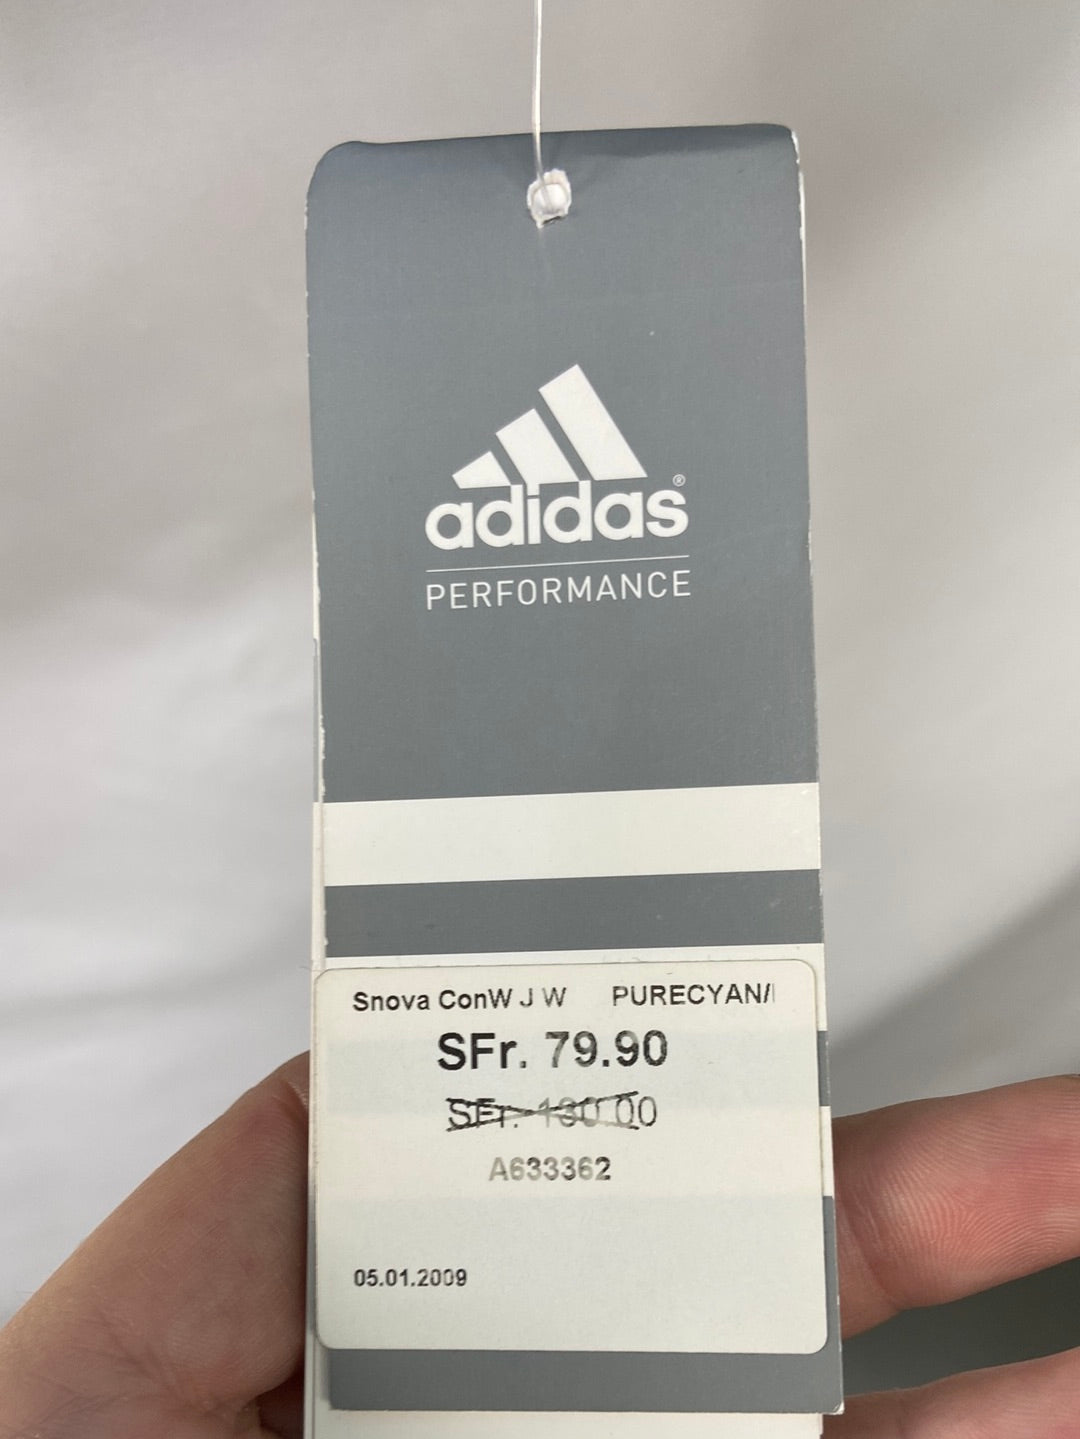 adidas®
PERFORMANCE
Snova ConW J W PURECYAN/
SFr. 79.90
SFr. 130.00
A633362
05.01.2009